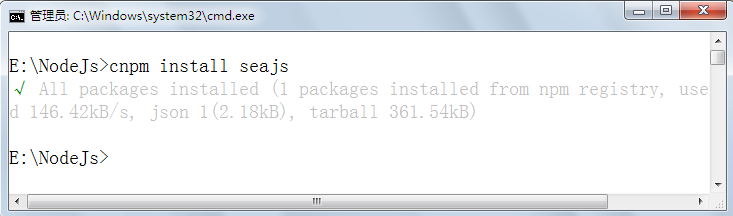 管理员: C:\Windows\system32\cmd.exe
E:\NodeJs>cnpm install seajs
√ All packages installed (1 packages installed from npm registry, use
d 146.42kB/s, json 1(2.18kB), tarball 361.54kB)
E:\NodeJs>